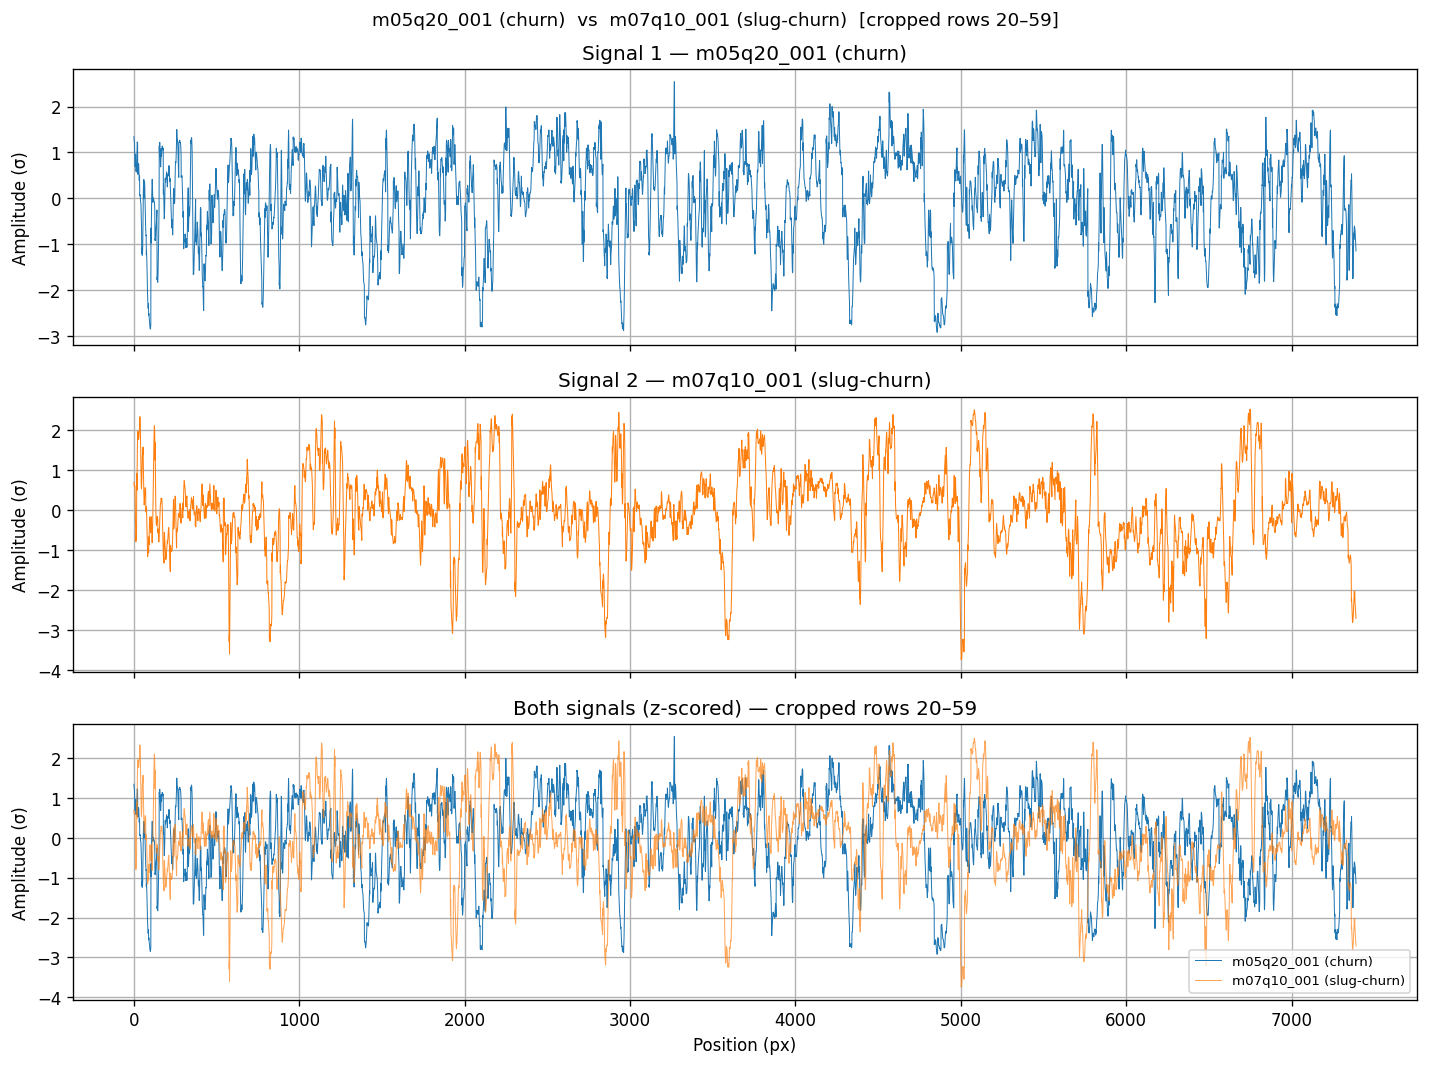 m05q20_001 (churn)  vs  m07q10_001 (slug-churn)  [cropped rows 20–59]
Signal 1 — m05q20_001 (churn)
Amplitude (σ)
2
1
0
−1
−2
−3
Signal 2 — m07q10_001 (slug-churn)
Amplitude (σ)
2
1
0
−1
−2
−3
−4
Both signals (z-scored) — cropped rows 20–59
Amplitude (σ)
2
1
0
−1
−2
−3
−4
m05q20_001 (churn)
m07q10_001 (slug-churn)
0 1000 2000 3000 4000 5000 6000 7000
Position (px)